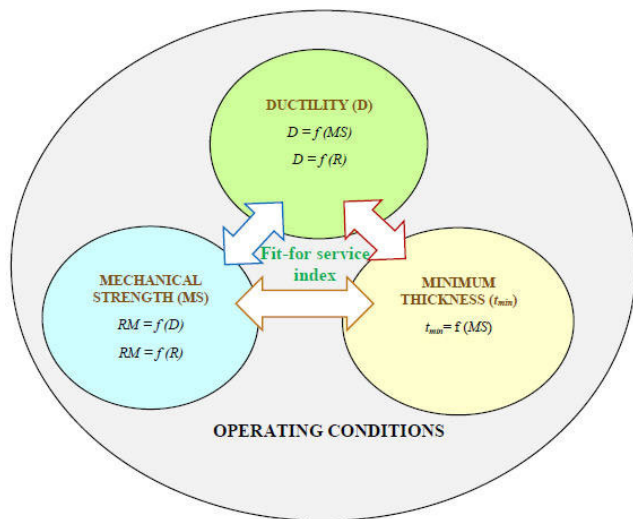 DUCTILITY (D)
D = f (MS)
D = f (R)
Fit-for service
index
MECHANICAL
STRENGTH (MS)
RM = f (D)
RM = f (R)
MINIMUM
THICKNESS (tmin)
tmin= f (MS)
OPERATING CONDITIONS